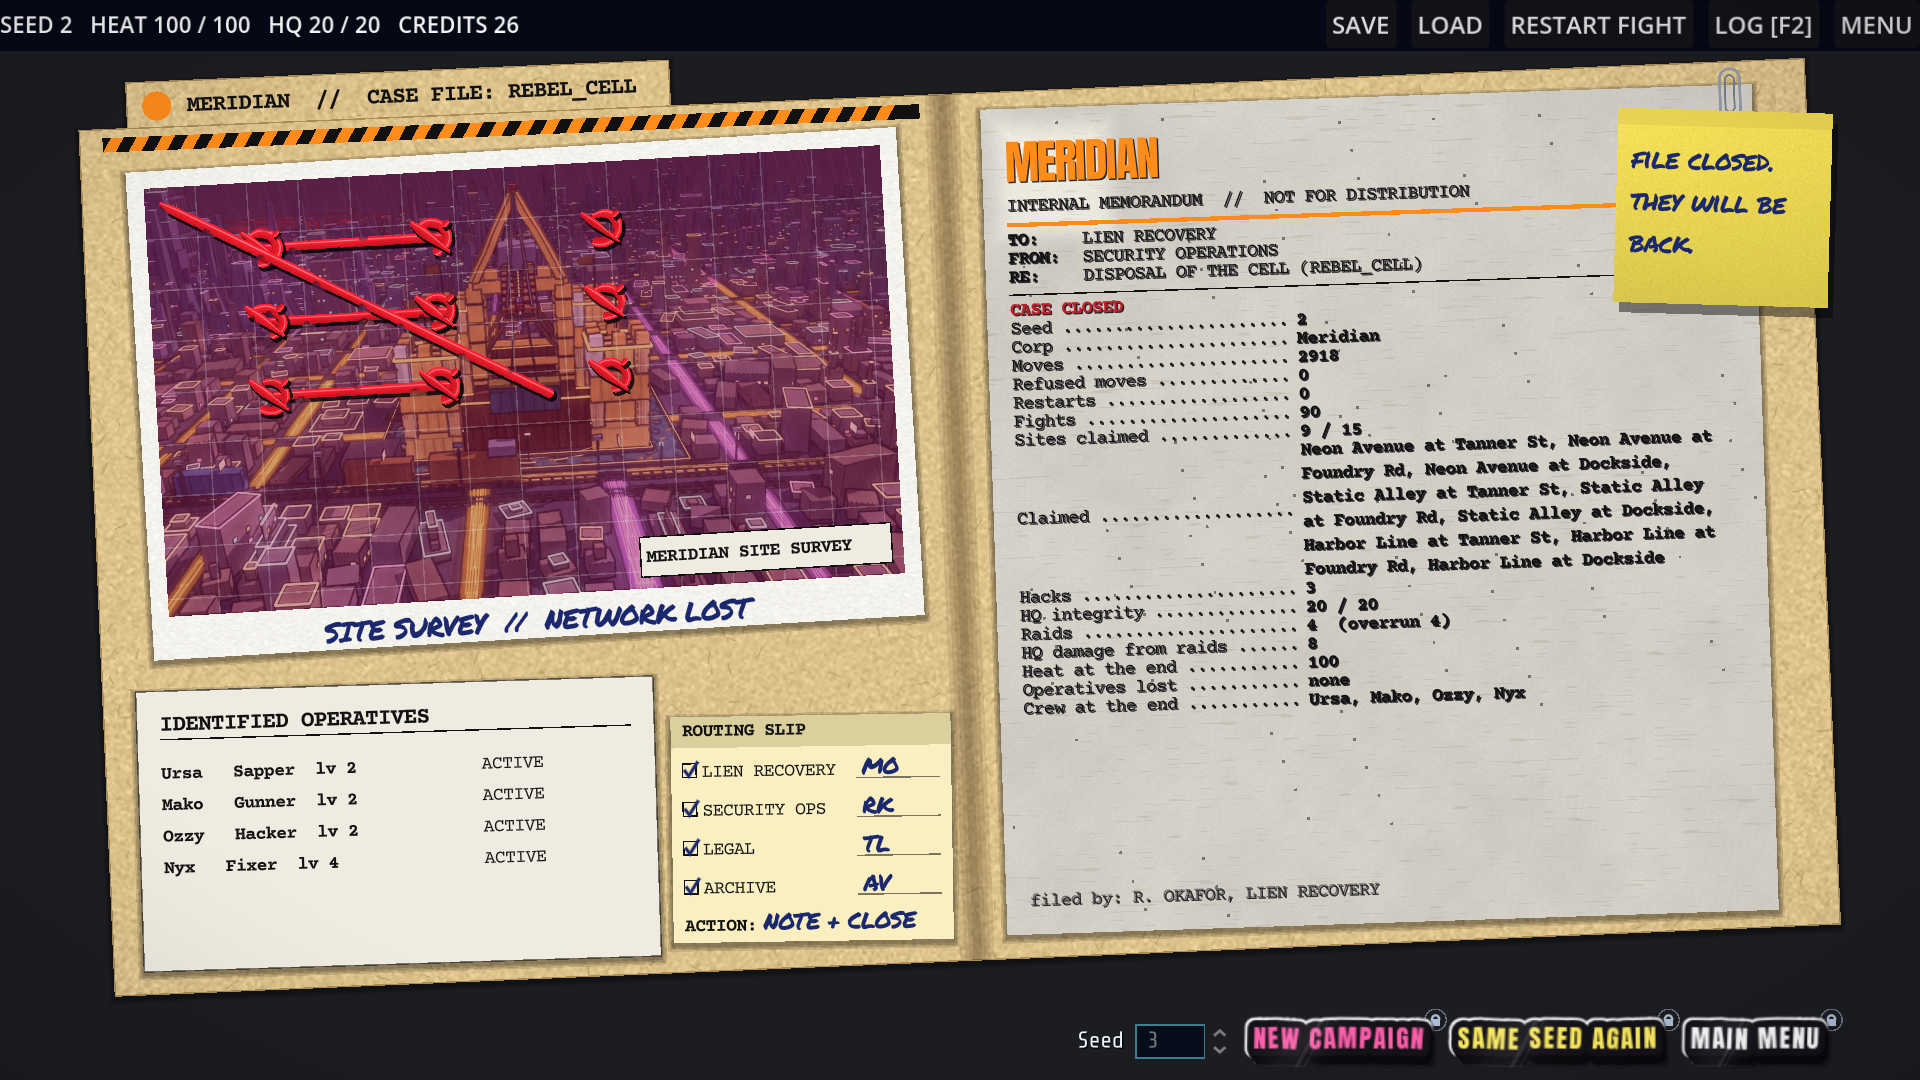 SEED 2 HEAT 100 / 100 HQ 20 / 20 CREDITS 26
SAVE LOAD RESTART FIGHT LOG [F2] MENU
MERIDIAN // CASE FILE: REBEL_CELL
MERIDIAN SITE SURVEY
SITE SURVEY // NETWORK LOST
IDENTIFIED OPERATIVES
Ursa Sapper lv 2 ACTIVE
Mako Gunner lv 2 ACTIVE
Ozzy Hacker lv 2 ACTIVE
Nyx Fixer lv 4 ACTIVE
ROUTING SLIP
LIEN RECOVERY MO
SECURITY OPS RK
LEGAL TL
ARCHIVE AV
ACTION: NOTE + CLOSE
MERIDIAN
INTERNAL MEMORANDUM // NOT FOR DISTRIBUTION
TO: LIEN RECOVERY
FROM: SECURITY OPERATIONS
RE: DISPOSAL OF THE CELL (REBEL_CELL)
FILE CLOSED.
THEY WILL BE
BACK.
CASE CLOSED
Seed ...................... 2
Corp ...................... Meridian
Moves ..................... 2918
Refused moves ............. 0
Restarts .................. 0
Fights .................... 90
Sites claimed ............. 9 / 15
Claimed ................... Neon Avenue at Tanner St, Neon Avenue at
Foundry Rd, Neon Avenue at Dockside,
Static Alley at Tanner St, Static Alley
at Foundry Rd, Static Alley at Dockside,
Harbor Line at Tanner St, Harbor Line at
Foundry Rd, Harbor Line at Dockside
Hacks ..................... 3
HQ integrity .............. 20 / 20
Raids ..................... 4 (overrun 4)
HQ damage from raids ...... 8
Heat at the end ........... 100
Operatives lost ........... none
Crew at the end ........... Ursa, Mako, Ozzy, Nyx
filed by: R. OKAFOR, LIEN RECOVERY
Seed 3 NEW CAMPAIGN SAME SEED AGAIN MAIN MENU